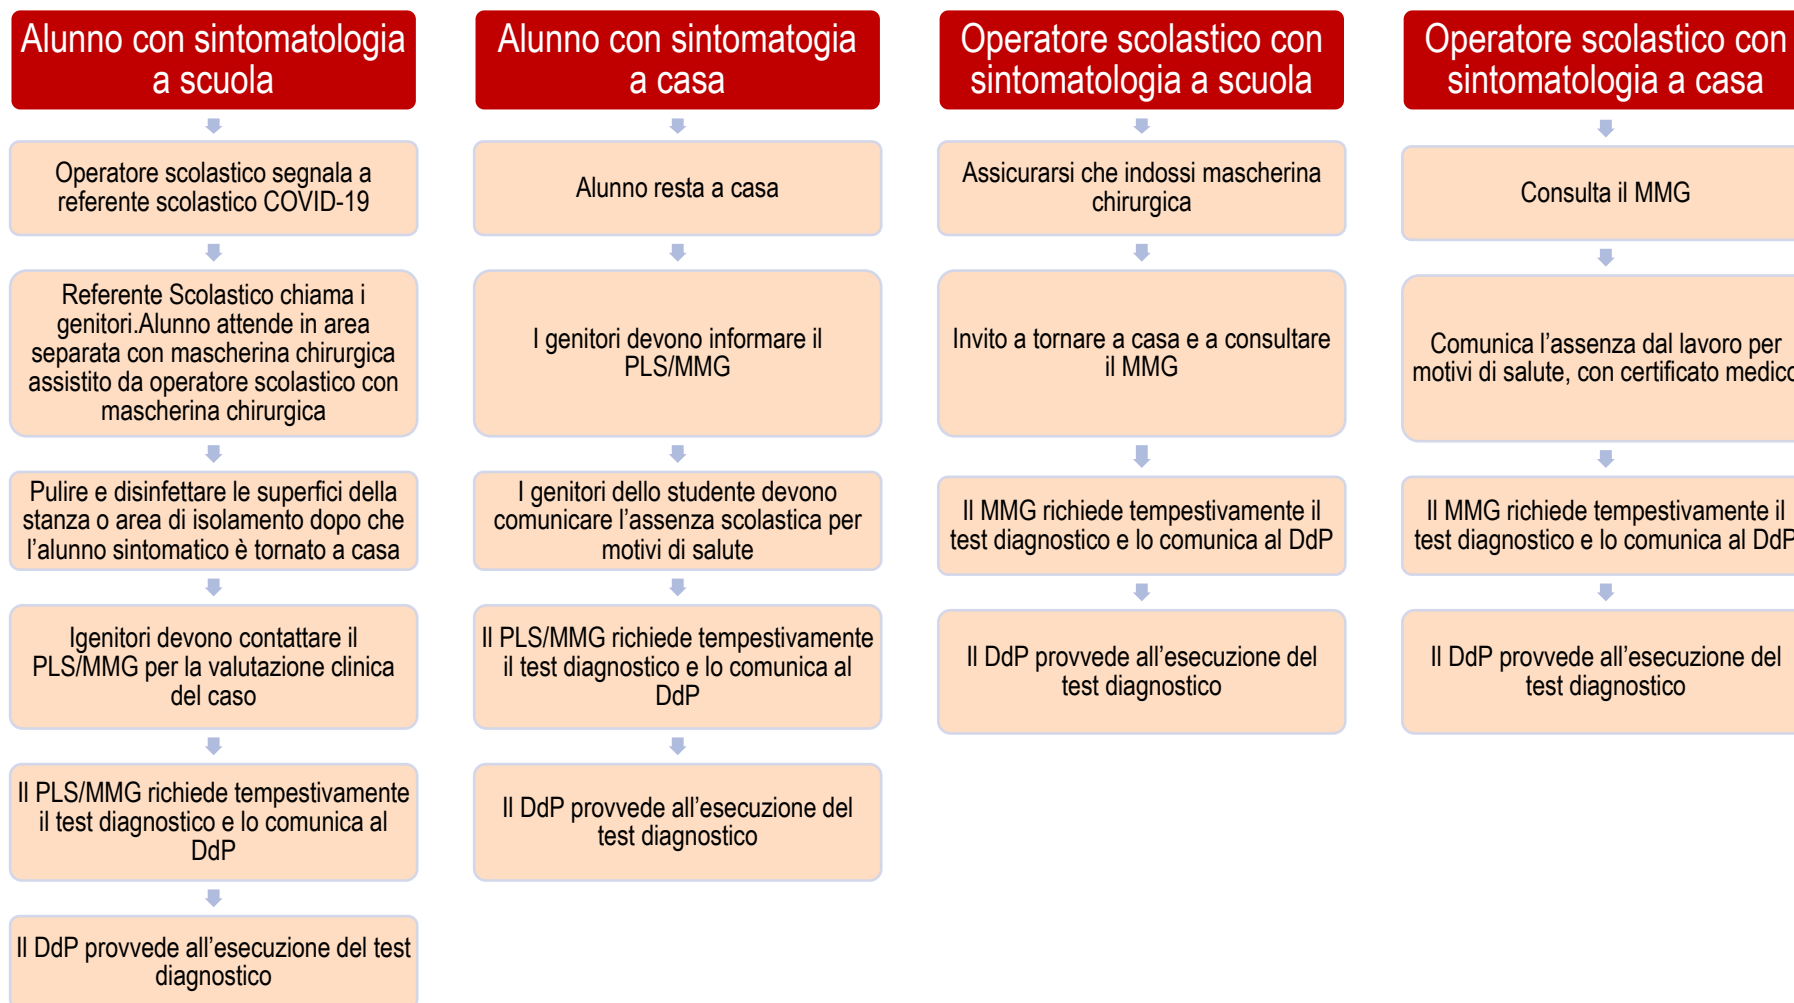 Alunno con sintomatologia
a scuola
Operatore scolastico segnala a
referente scolastico COVID-19
Referente Scolastico chiama i
genitori.Alunno attende in area
separata con mascherina chirurgica
assistito da operatore scolastico con
mascherina chirurgica
Pulire e disinfettare le superfici della
stanza o area di isolamento dopo che
l’alunno sintomatico è tornato a casa
Igenitori devono contattare il
PLS/MMG per la valutazione clinica
del caso
Il PLS/MMG richiede tempestivamente
il test diagnostico e lo comunica al
DdP
Il DdP provvede all’esecuzione del test
diagnostico
Alunno con sintomatogia
a casa
Alunno resta a casa
I genitori devono informare il
PLS/MMG
I genitori dello studente devono
comunicare l’assenza scolastica per
motivi di salute
Il PLS/MMG richiede tempestivamente
il test diagnostico e lo comunica al
DdP
Il DdP provvede all’esecuzione del
test diagnostico
Operatore scolastico con
sintomatologia a scuola
Assicurarsi che indossi mascherina
chirurgica
Invito a tornare a casa e a consultare
il MMG
Il MMG richiede tempestivamente il
test diagnostico e lo comunica al DdP
Il DdP provvede all’esecuzione del
test diagnostico
Operatore scolastico con
sintomatologia a casa
Consulta il MMG
Comunica l’assenza dal lavoro per
motivi di salute, con certificato medico
Il MMG richiede tempestivamente il
test diagnostico e lo comunica al DdP
Il DdP provvede all’esecuzione del
test diagnostico